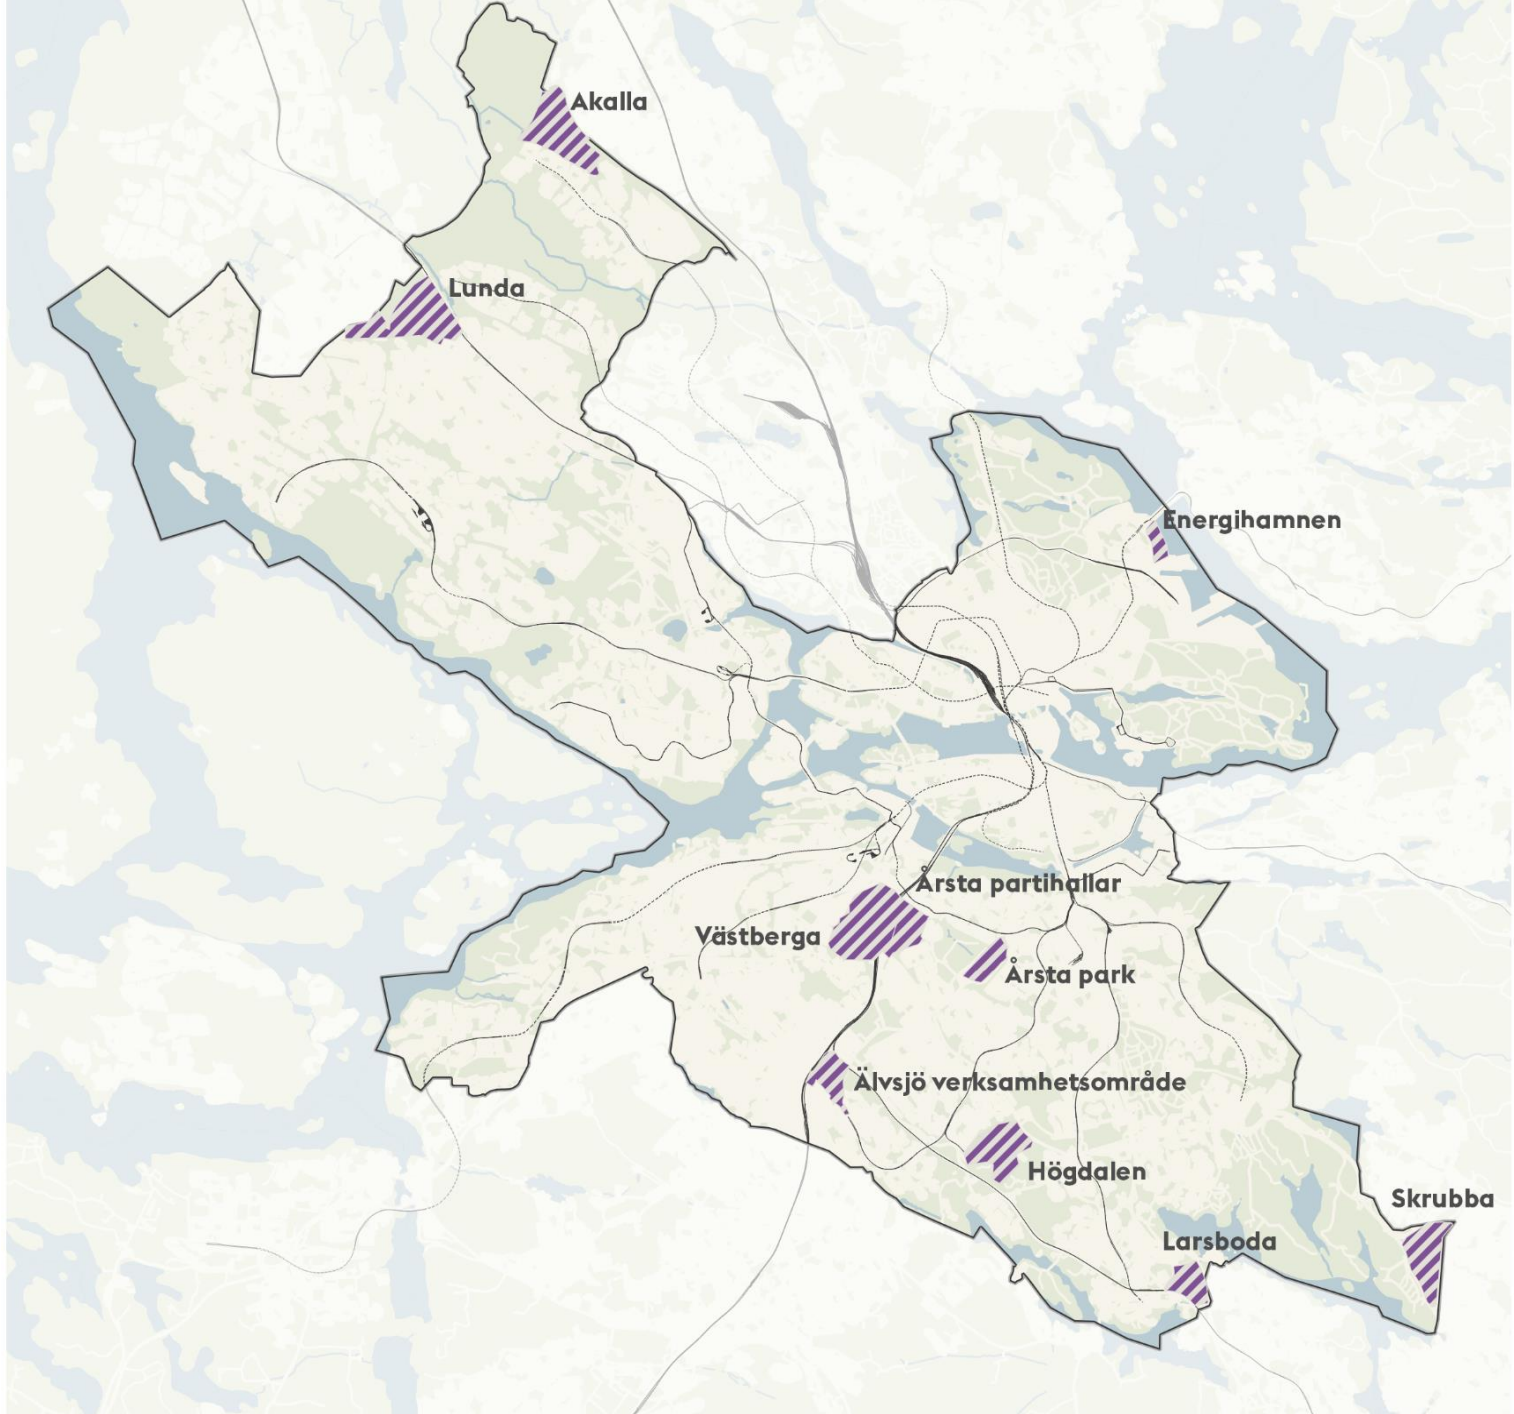 Akalla
Lunda
Energihamnen
Årsta partihallar
Västberga
Årsta park
Älvsjö verksamhetsområde
Högdalen
Skrubba
Larsboda